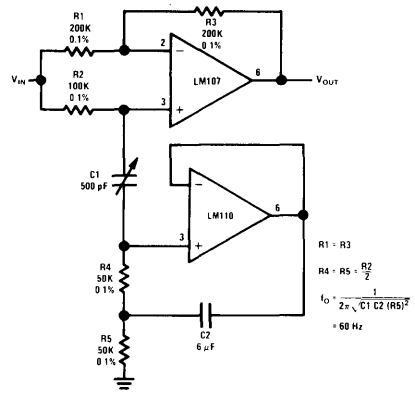 R1
200K
0.1%
R3
200K
0 1%
2
−
6
LM107
VIN
VOUT
R2
100K
0 1%
3
+
C1
500 pF
−
6
LM110
3
+
R1 = R3
R4
50K
0 1%
R4 = R5 = R2/2
fO = 1/2π √C1 C2 (R5)²
= 60 Hz
C2
6 μF
R5
50K
0 1%